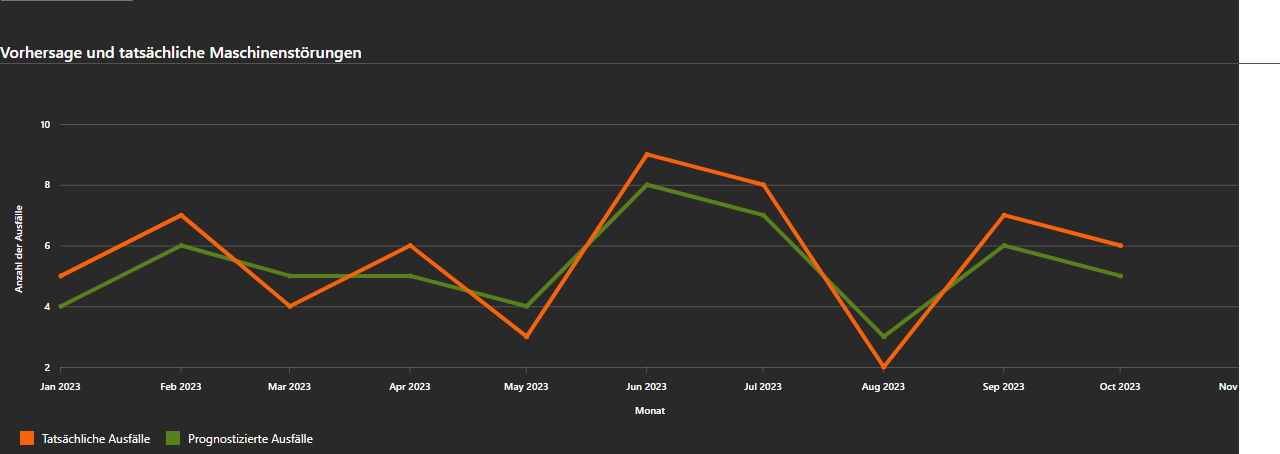 Vorhersage und tatsächliche Maschinenstörungen
10
8
6
4
2
Anzahl der Ausfälle
Jan 2023 Feb 2023 Mar 2023 Apr 2023 May 2023 Jun 2023 Jul 2023 Aug 2023 Sep 2023 Oct 2023 Nov
Monat
Tatsächliche Ausfälle Prognostizierte Ausfälle